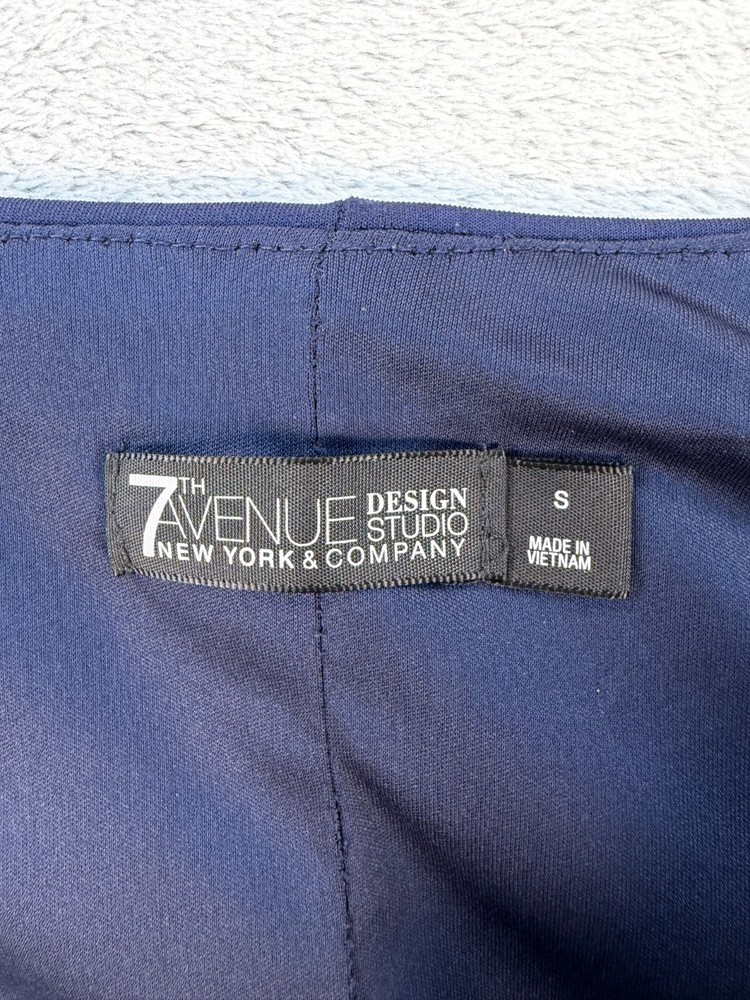 7TH AVENUE DESIGN STUDIO
NEW YORK & COMPANY
S
MADE IN
VIETNAM